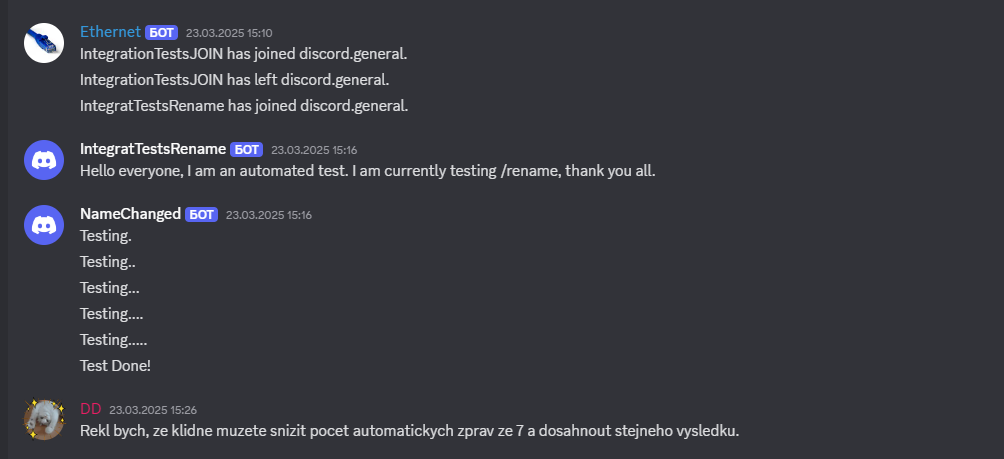 Ethernet БОТ 23.03.2025 15:10
IntegrationTestsJOIN has joined discord.general.
IntegrationTestsJOIN has left discord.general.
IntegratTestsRename has joined discord.general.
IntegratTestsRename БОТ 23.03.2025 15:16
Hello everyone, I am an automated test. I am currently testing /rename, thank you all.
NameChanged БОТ 23.03.2025 15:16
Testing.
Testing..
Testing...
Testing....
Testing.....
Test Done!
DD 23.03.2025 15:26
Rekl bych, ze klidne muzete snizit pocet automatickych zprav ze 7 a dosahnout stejneho vysledku.